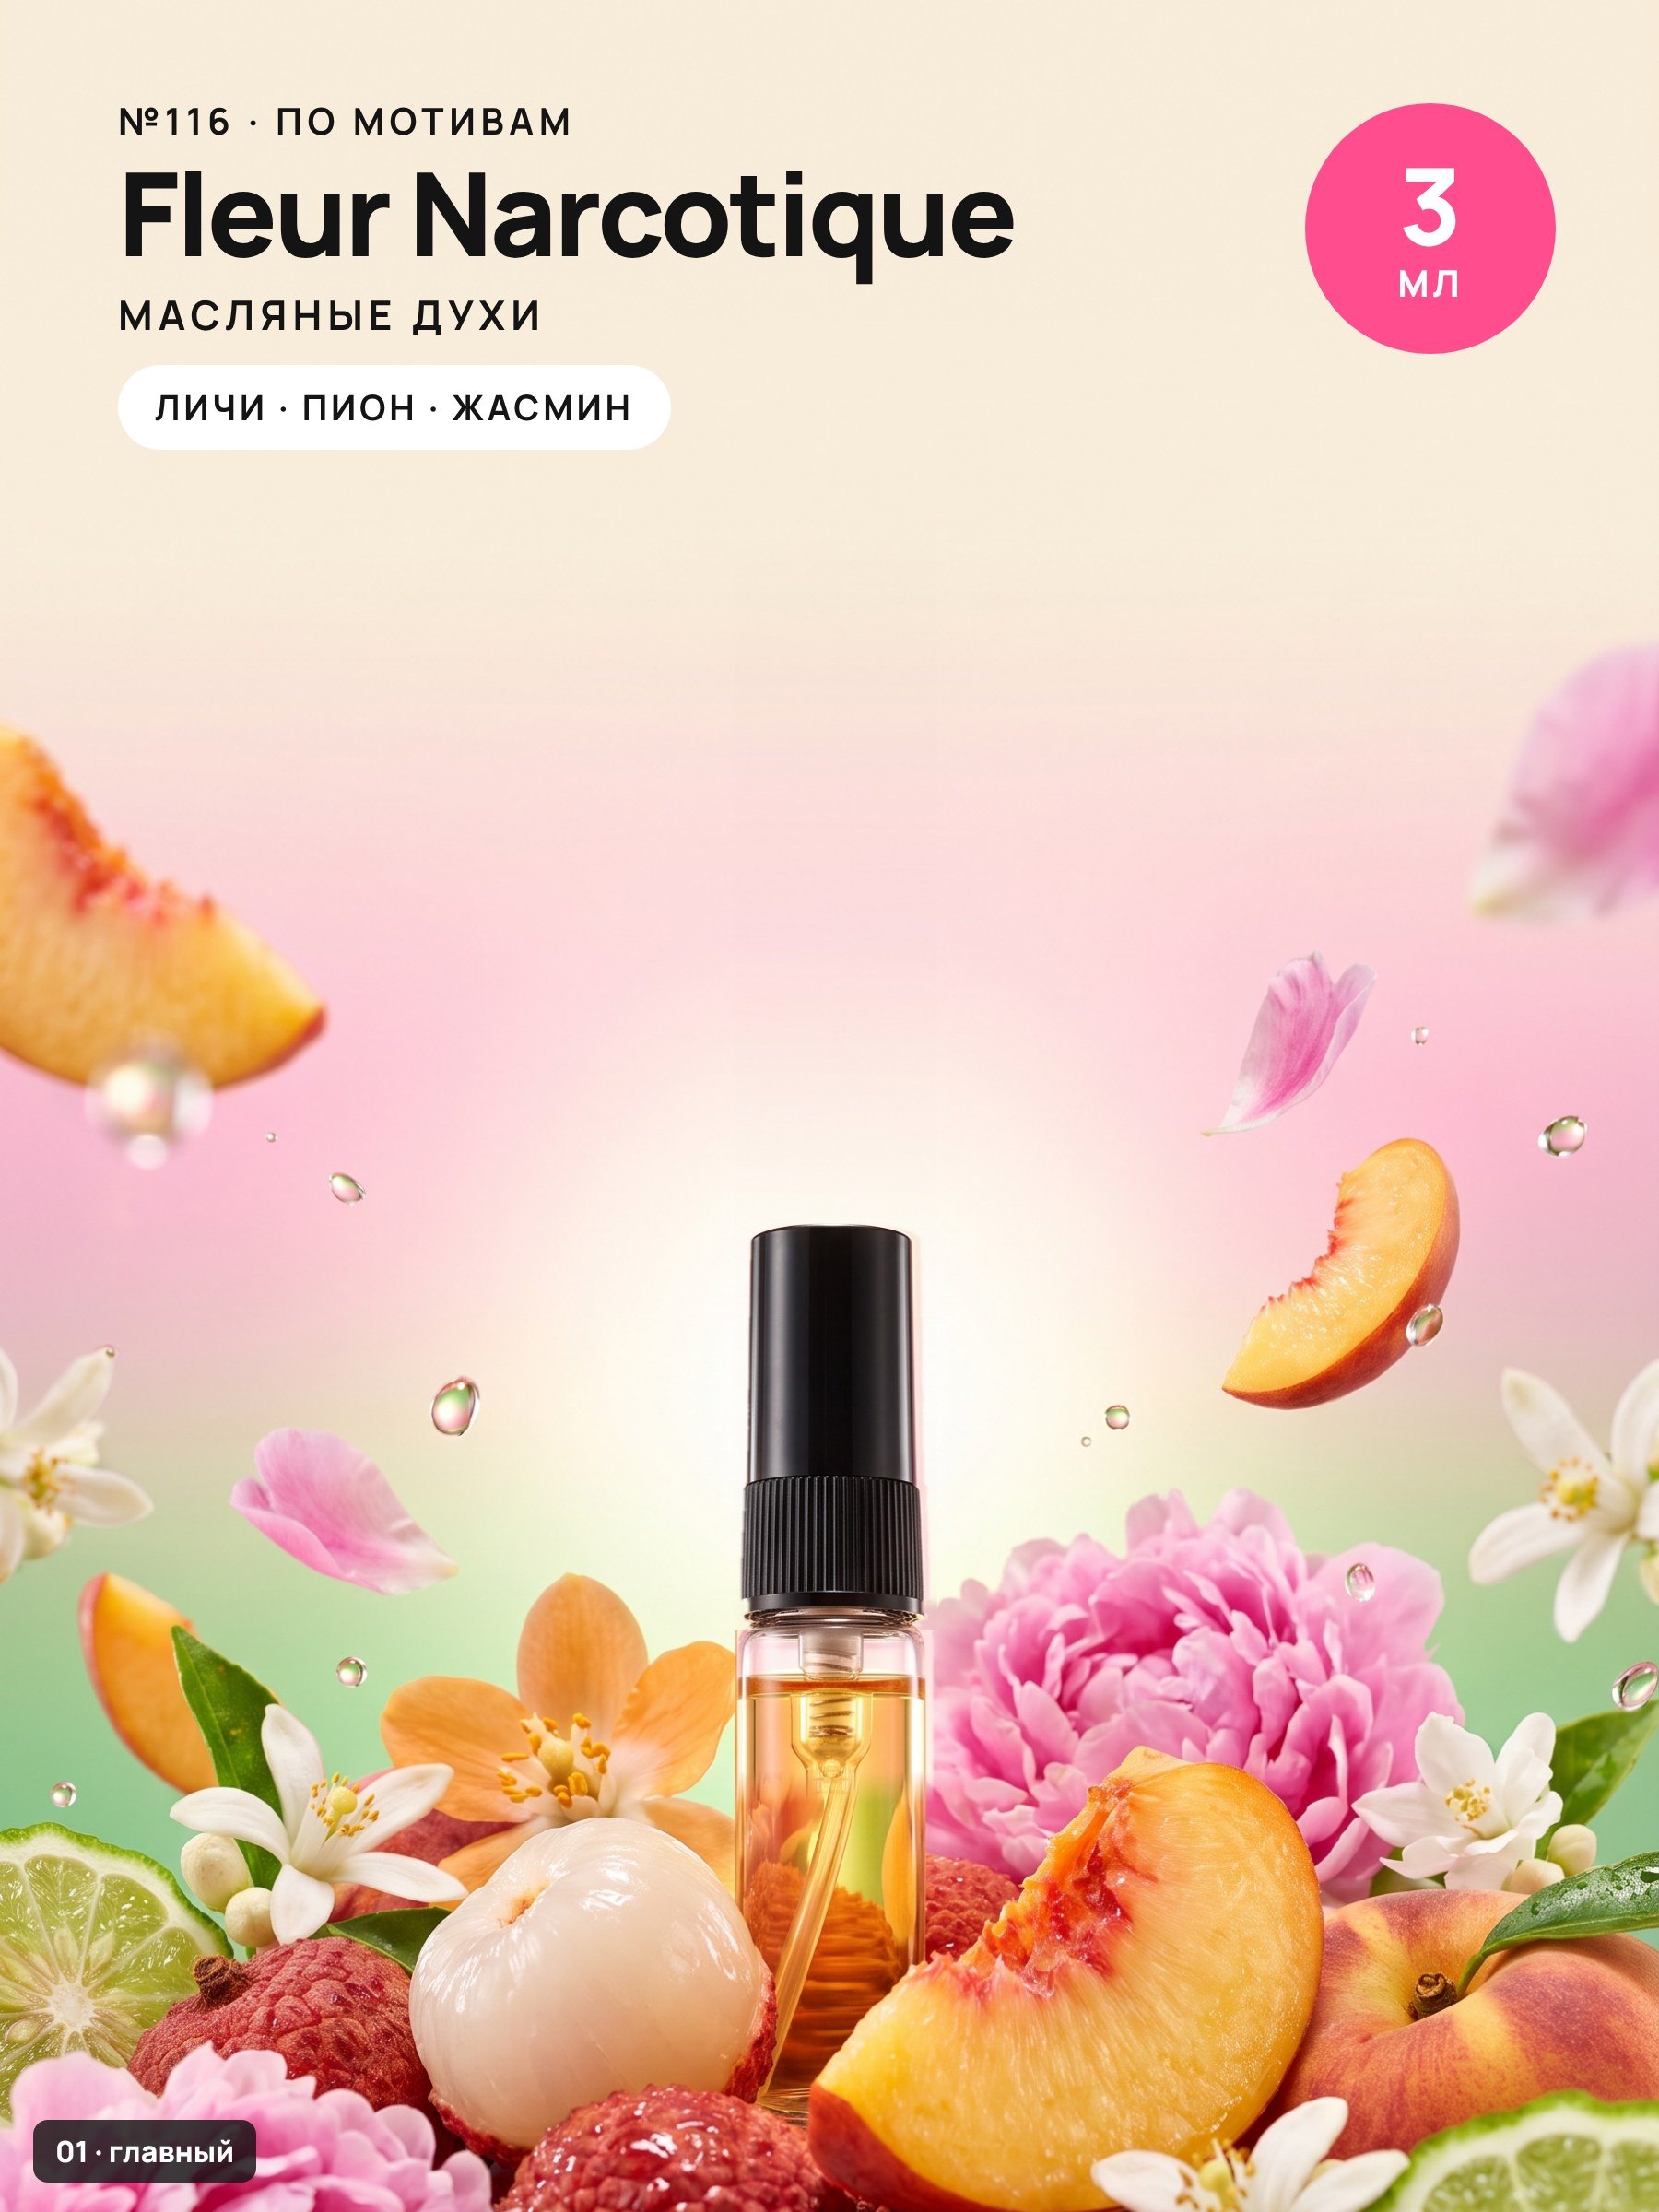 №116 · ПО МОТИВАМ
Fleur Narcotique
МАСЛЯНЫЕ ДУХИ
ЛИЧИ · ПИОН · ЖАСМИН
3
МЛ
01 · главный